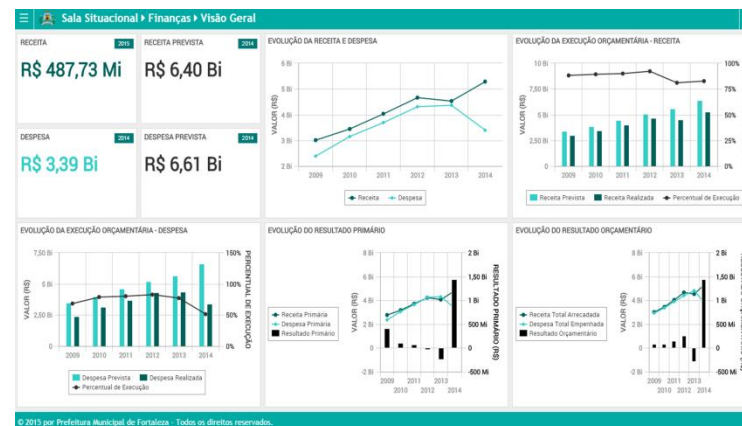 Sala Situacional ▸ Finanças ▸ Visão Geral
RECEITA 2015
R$ 487,73 Mi
RECEITA PREVISTA 2014
R$ 6,40 Bi
DESPESA 2014
R$ 3,39 Bi
DESPESA PREVISTA 2014
R$ 6,61 Bi
EVOLUÇÃO DA RECEITA E DESPESA
VALOR (R$)
6 Bi
5 Bi
4 Bi
3 Bi
2 Bi
2009 2010 2011 2012 2013 2014
Receita Despesa
EVOLUÇÃO DA EXECUÇÃO ORÇAMENTÁRIA - RECEITA
VALOR (R$)
10 Bi
7,50 Bi
5 Bi
2,50 Bi
0
100%
75%
50%
25%
0%
2009 2010 2011 2012 2013 2014
Receita Prevista Receita Realizada Percentual de Execução
EVOLUÇÃO DA EXECUÇÃO ORÇAMENTÁRIA - DESPESA
VALOR (R$)
7,50 Bi
5 Bi
2,50 Bi
0
150%
100%
50%
0%
PERCENTUAL DE EXECUÇÃO
2009 2010 2011 2012 2013 2014
Despesa Prevista Despesa Realizada
Percentual de Execução
EVOLUÇÃO DO RESULTADO PRIMÁRIO
Receita Primária
Despesa Primária
Resultado Primário
VALOR (R$)
8 Bi
6 Bi
4 Bi
2 Bi
0
-2 Bi
2 Bi
1,50 Bi
1 Bi
500 Mi
0
-500 Mi
RESULTADO PRIMÁRIO (R$)
2009 2011 2013
2010 2012 2014
EVOLUÇÃO DO RESULTADO ORÇAMENTÁRIO
Receita Total Arrecadada
Despesa Total Empenhada
Resultado Orçamentário
VALOR (R$)
8 Bi
6 Bi
4 Bi
2 Bi
0
-2 Bi
2 Bi
1,50 Bi
1 Bi
500 Mi
0
-500 Mi
2009 2011 2013
2010 2012 2014
© 2015 por Prefeitura Municipal de Fortaleza - Todos os direitos reservados.